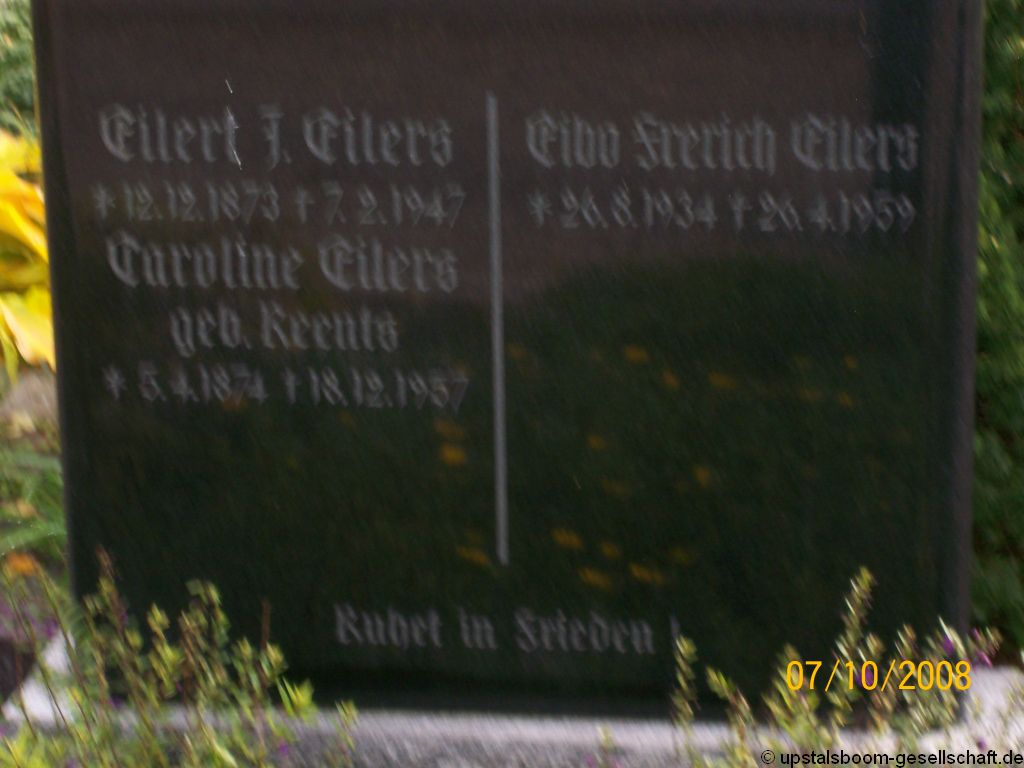 Eilert J. Eilers
* 12.12.1873 † 7. 2.1947
Caroline Eilers
geb. Reents
* 5.4.1874 † 18.12.1957
Eibo Frerich Eilers
* 26.8.1934 † 26.4.1959
Ruhet in Frieden !
07/10/2008
© upstalsboom-gesellschaft.de